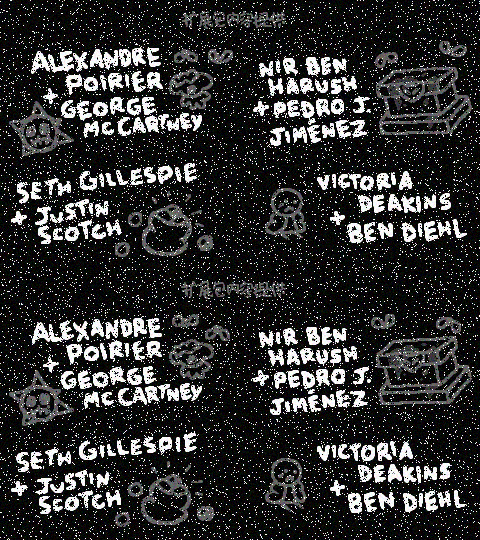 ALEXANDRE
POIRIER
+ GEORGE
MCCARTNEY
NIR BEN
HARUSH
+ PEDRO J.
JIMÉNEZ
SETH GILLESPIE
+ JUSTIN
SCOTCH
VICTORIA
DEAKINS
+ BEN DIEHL
ALEXANDRE
POIRIER
+ GEORGE
MCCARTNEY
NIR BEN
HARUSH
+ PEDRO J.
JIMÉNEZ
SETH GILLESPIE
+ JUSTIN
SCOTCH
VICTORIA
DEAKINS
+ BEN DIEHL